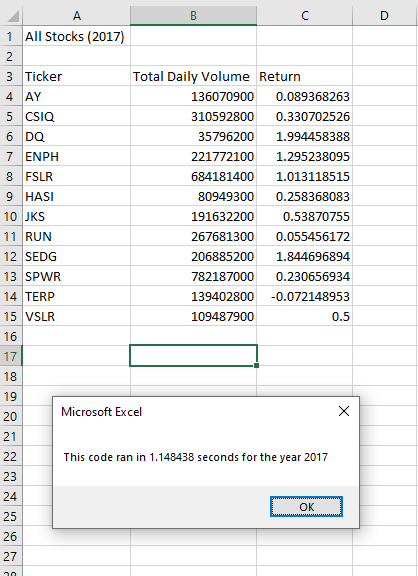 A B C D
1 All Stocks (2017)
2
3 Ticker Total Daily Volume Return
4 AY 136070900 0.089368263
5 CSIQ 310592800 0.330702526
6 DQ 35796200 1.994458388
7 ENPH 221772100 1.295238095
8 FSLR 684181400 1.013118515
9 HASI 80949300 0.258368083
10 JKS 191632200 0.53870755
11 RUN 267681300 0.055456172
12 SEDG 206885200 1.844696894
13 SPWR 782187000 0.230656934
14 TERP 139402800 -0.072148953
15 VSLR 109487900 0.5
16
17
18
19
20
21
22
23
24
25
26
27
28
Microsoft Excel
This code ran in 1.148438 seconds for the year 2017
OK